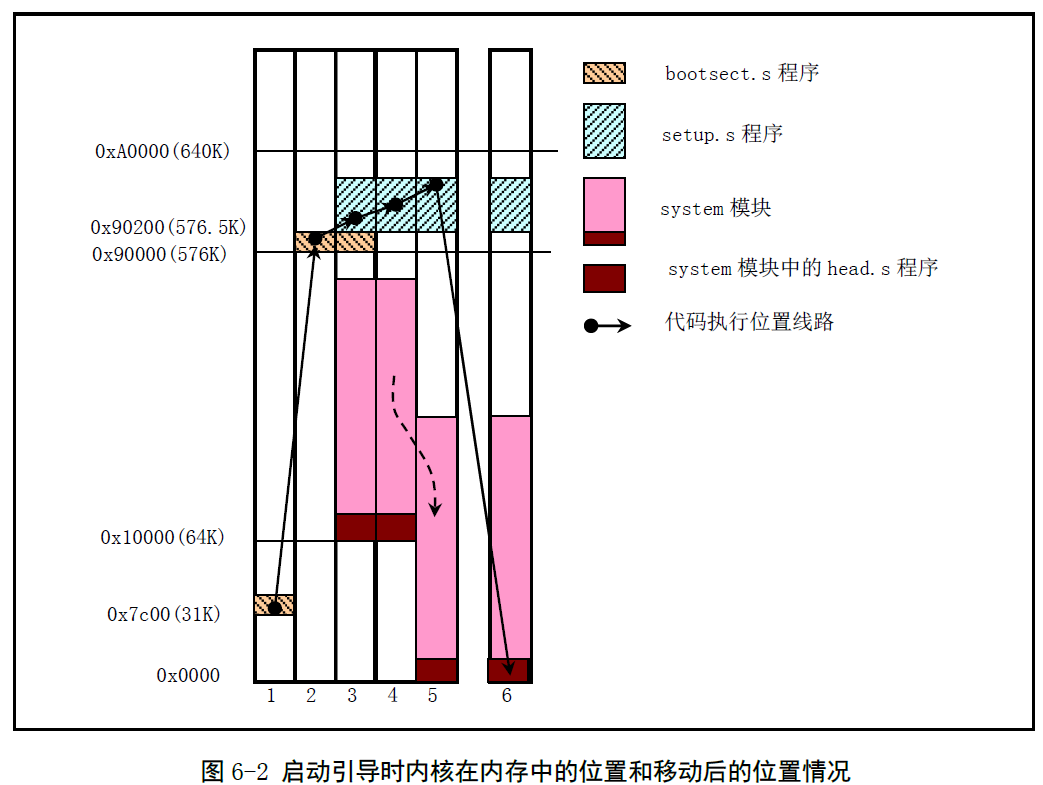 bootsect.s 程序
setup.s 程序
system 模块
system 模块中的 head.s 程序
代码执行位置线路
0xA0000(640K)
0x90200(576.5K)
0x90000(576K)
0x10000(64K)
0x7c00(31K)
0x0000
1 2 3 4 5 6
图 6-2 启动引导时内核在内存中的位置和移动后的位置情况